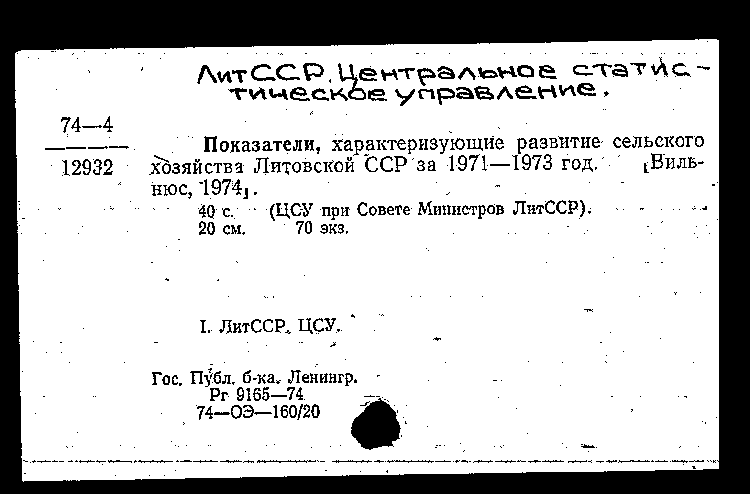 ЛитССР. Центральное статис-
тическое управление.
74—4
12932
Показатели, характеризующие развитие сельского
хозяйства Литовской ССР за 1971—1973 год. [Виль-
нюс, 1974].
40 с. (ЦСУ при Совете Министров ЛитССР).
20 см. 70 экз.
I. ЛитССР. ЦСУ.
Гос. Публ. б-ка. Ленингр.
Рг 9165—74
74—ОЭ—160/20